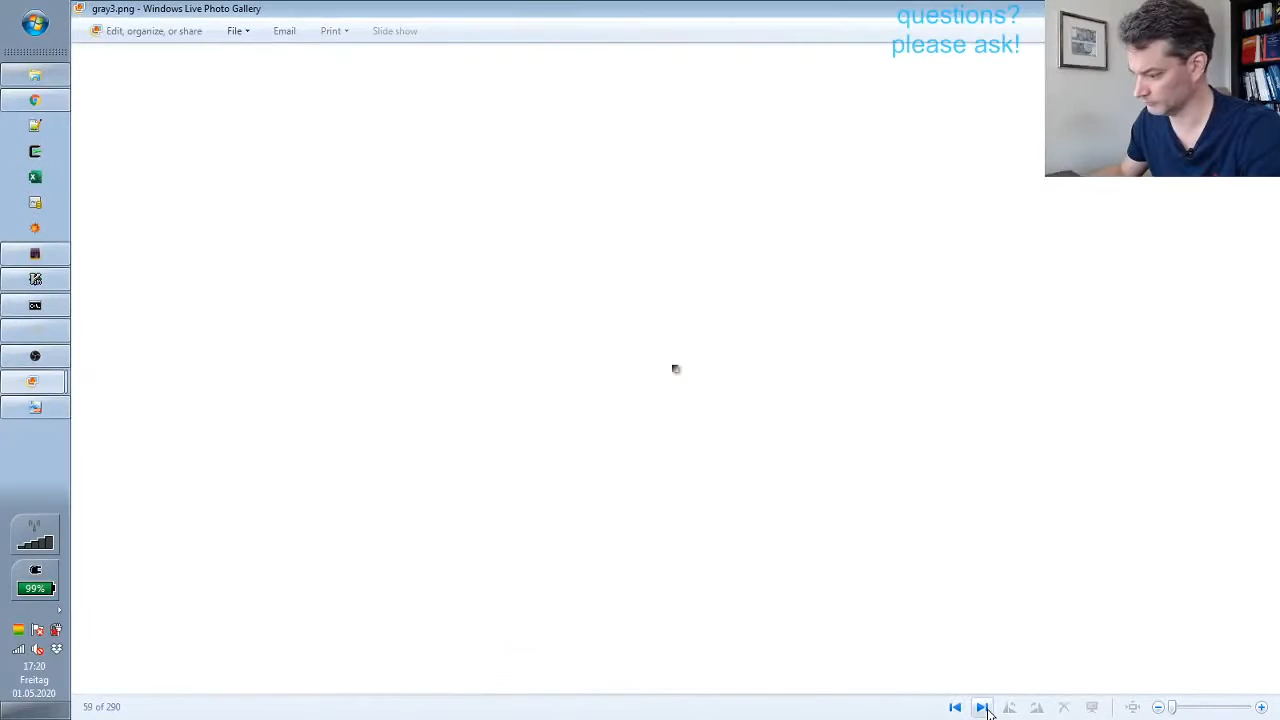 gray3.png - Windows Live Photo Gallery
Edit, organize, or share
File
Email
Print
Slide show
questions?
please ask!
99%
17:20
Freitag
01.05.2020
59 of 290